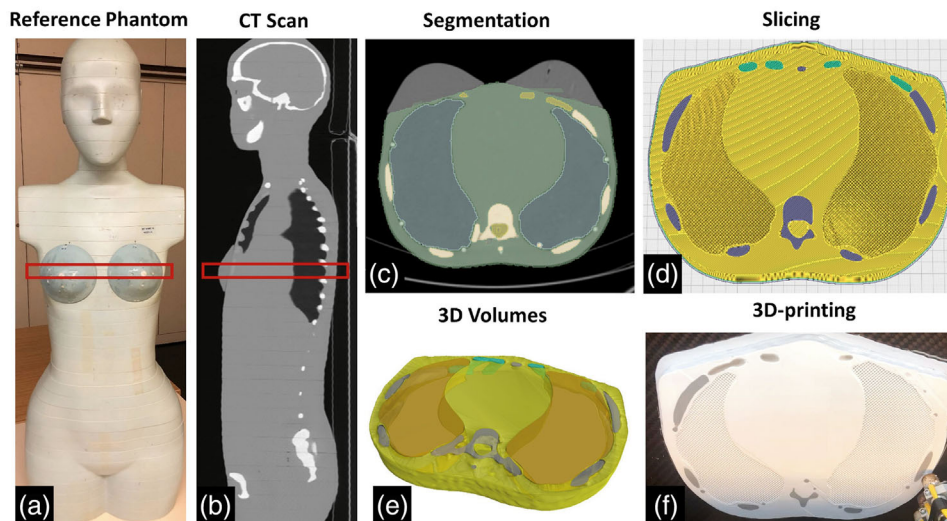 Reference Phantom
CT Scan
Segmentation
Slicing
(a)
(b)
(c)
(d)
3D Volumes
3D-printing
(e)
(f)